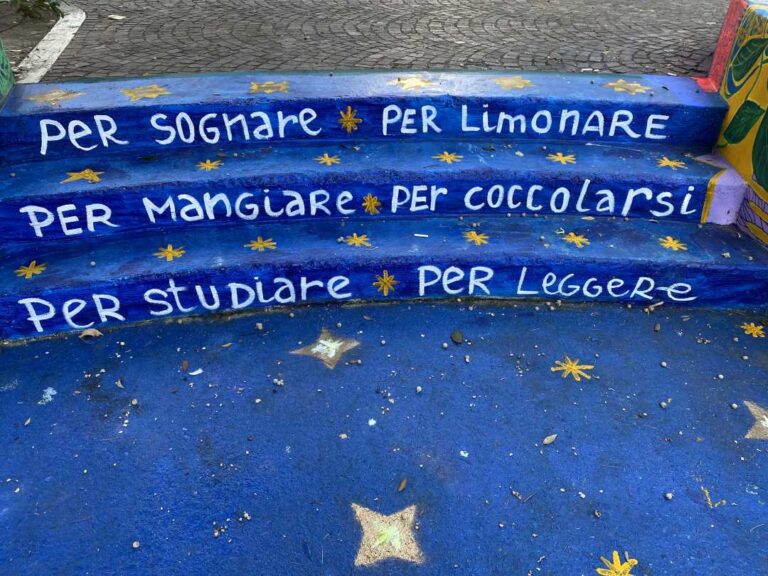 PER SOGNARE * PER LIMONARE
PER MANGIARE * PER COCCOLARSI
PER STUDIARE * PER LEGGERE